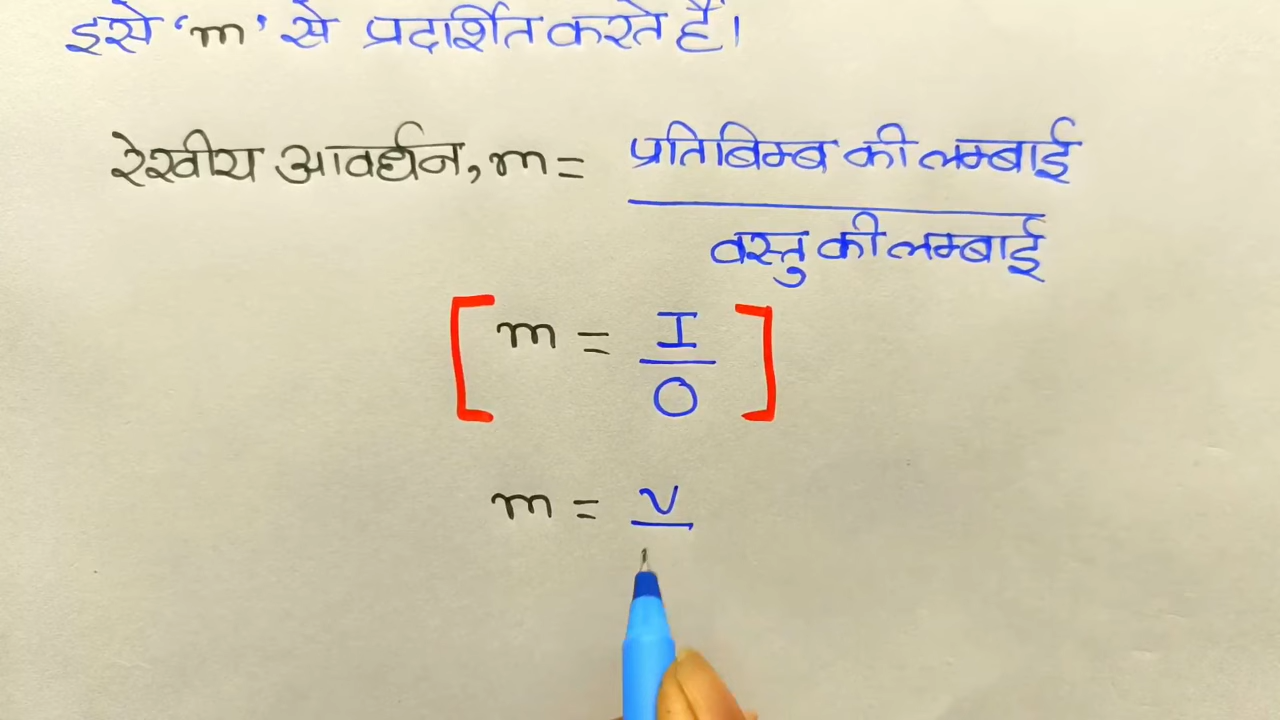 इसे 'm' से प्रदर्शित करते हैं।
रेखीय आवर्धन, m = प्रतिबिम्ब की लम्बाई
वस्तु की लम्बाई
[ m = I
O ]
m = v